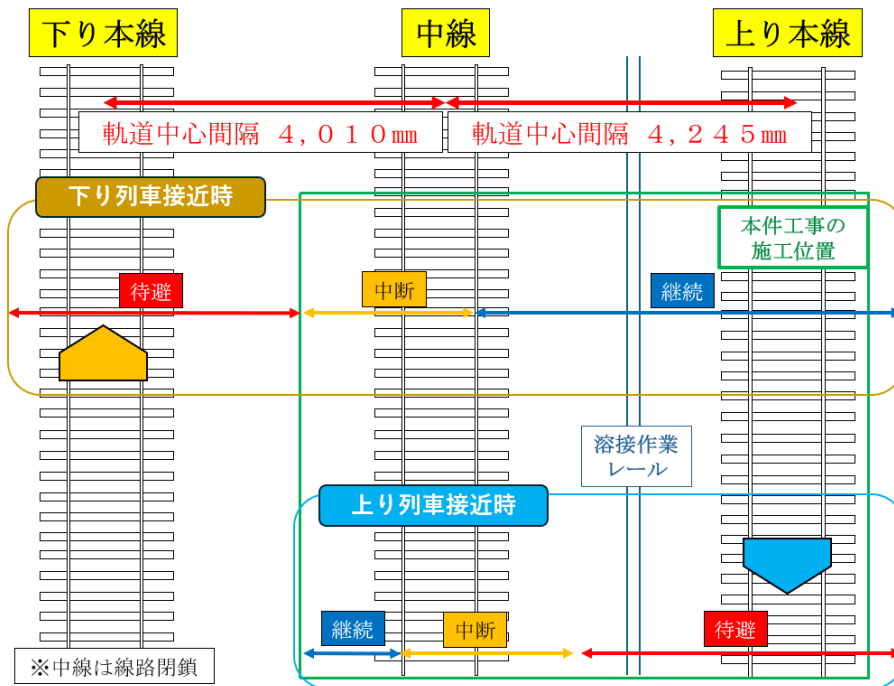 下り本線
中線
上り本線
軌道中心間隔 ４,０１０㎜
軌道中心間隔 ４,２４５㎜
下り列車接近時
本件工事の
施工位置
待避
中断
継続
溶接作業
レール
上り列車接近時
継続
中断
待避
※中線は線路閉鎖